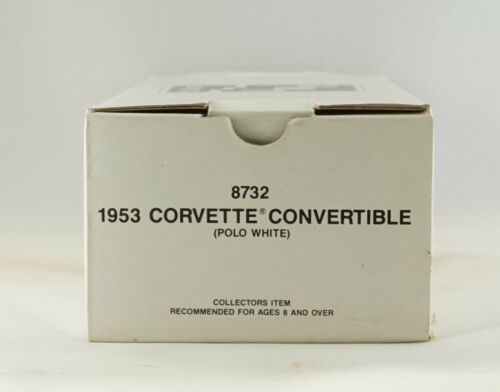 8732
1953 CORVETTE® CONVERTIBLE
(POLO WHITE)
COLLECTORS ITEM
RECOMMENDED FOR AGES 8 AND OVER